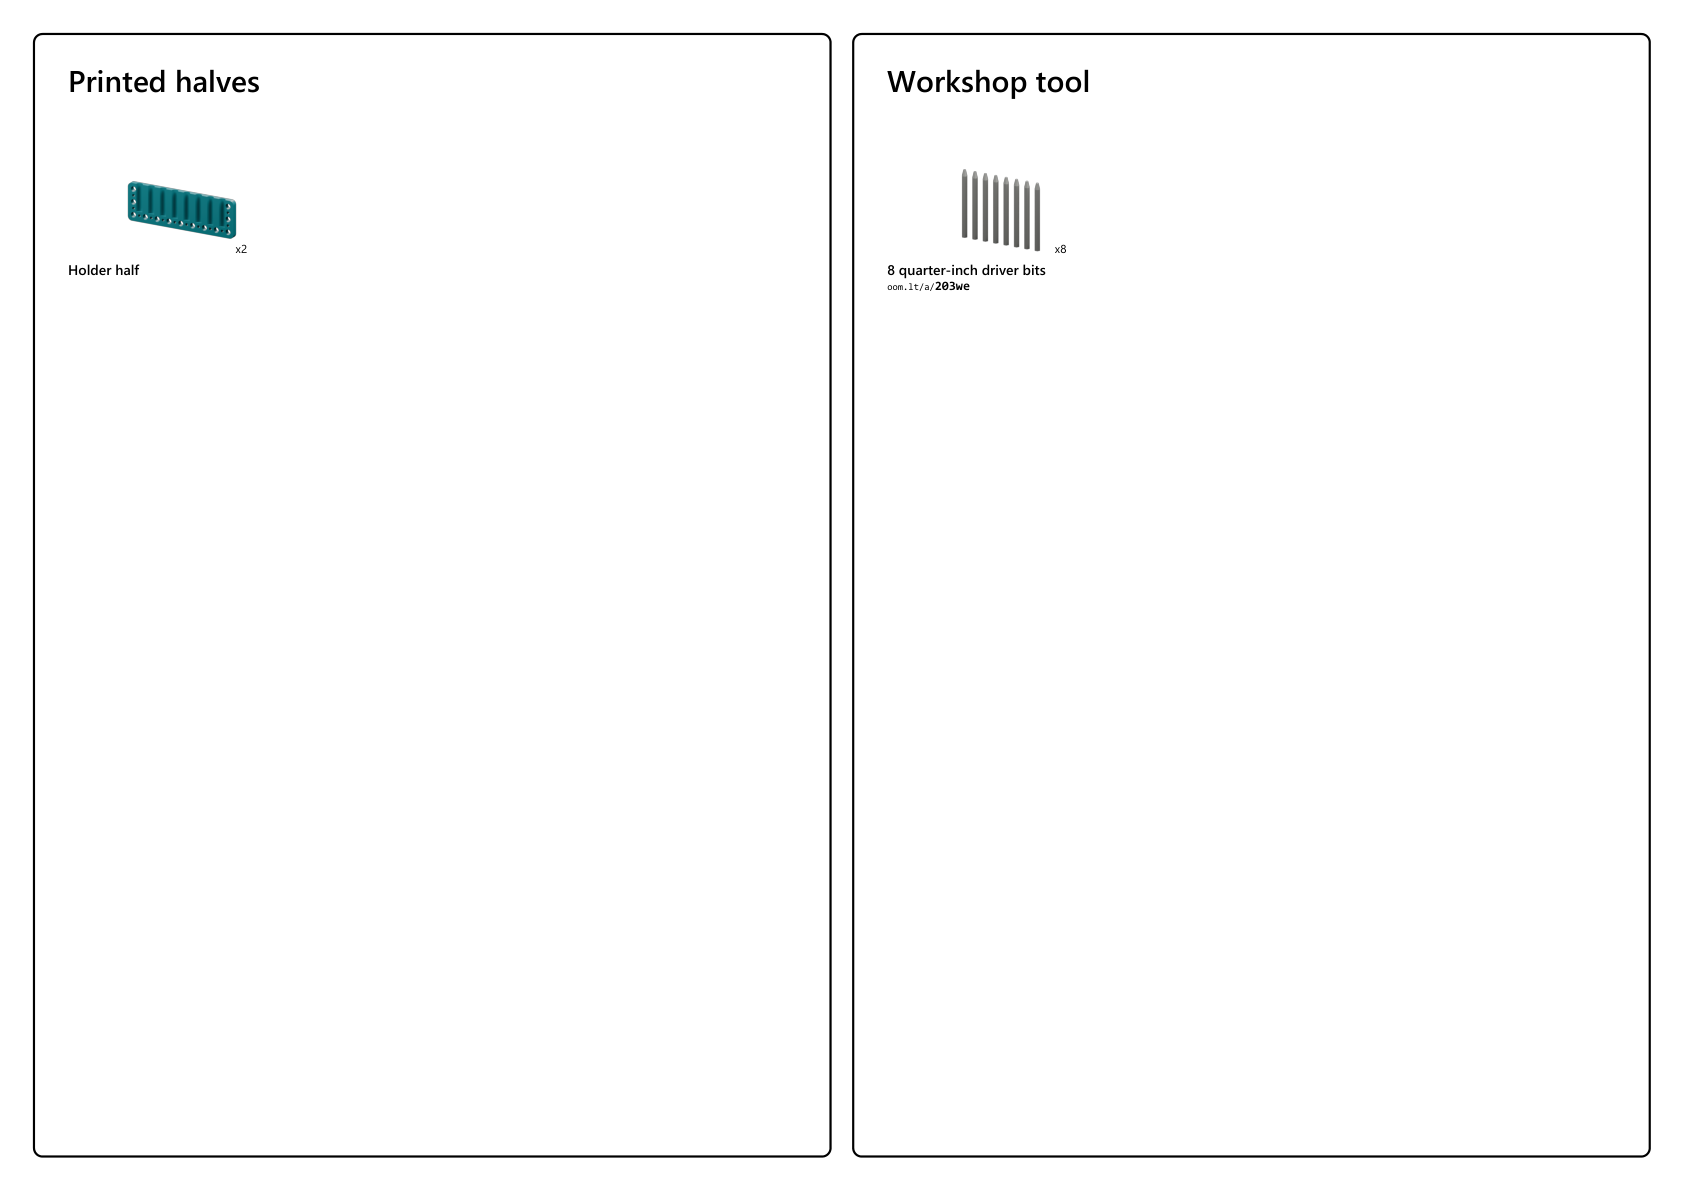 Printed halves
x2
Holder half
Workshop tool
x8
8 quarter-inch driver bits
oom.lt/a/203we